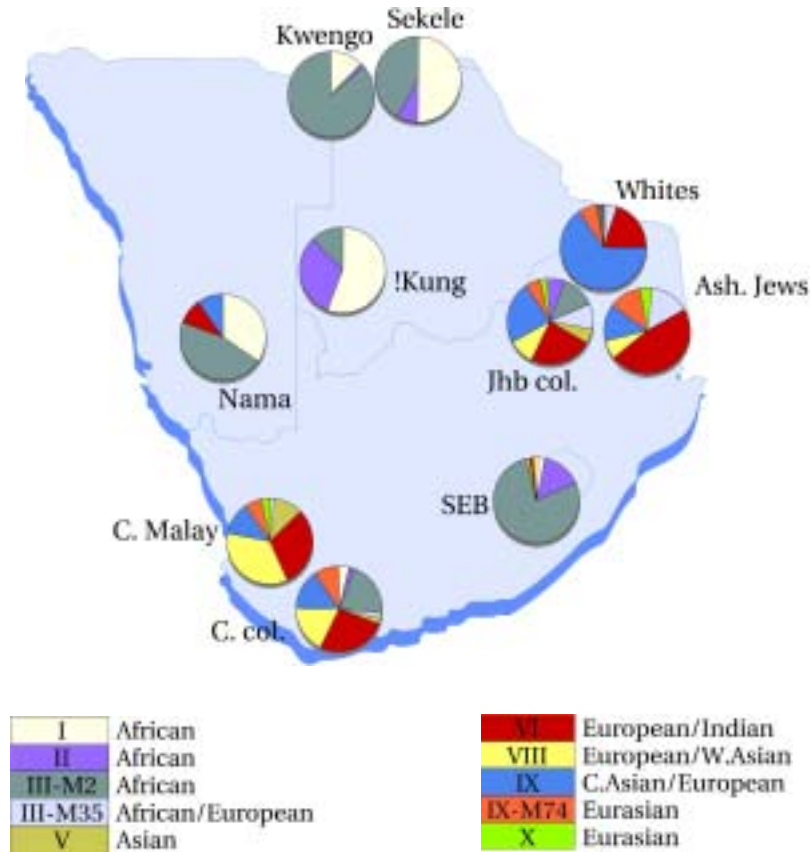 Sekele
Kwengo
Whites
!Kung
Ash. Jews
Jhb col.
Nama
SEB
C. Malay
C. col.
I African
II African
III-M2 African
III-M35 African/European
V Asian
VI European/Indian
VIII European/W.Asian
IX C.Asian/European
IX-M74 Eurasian
X Eurasian